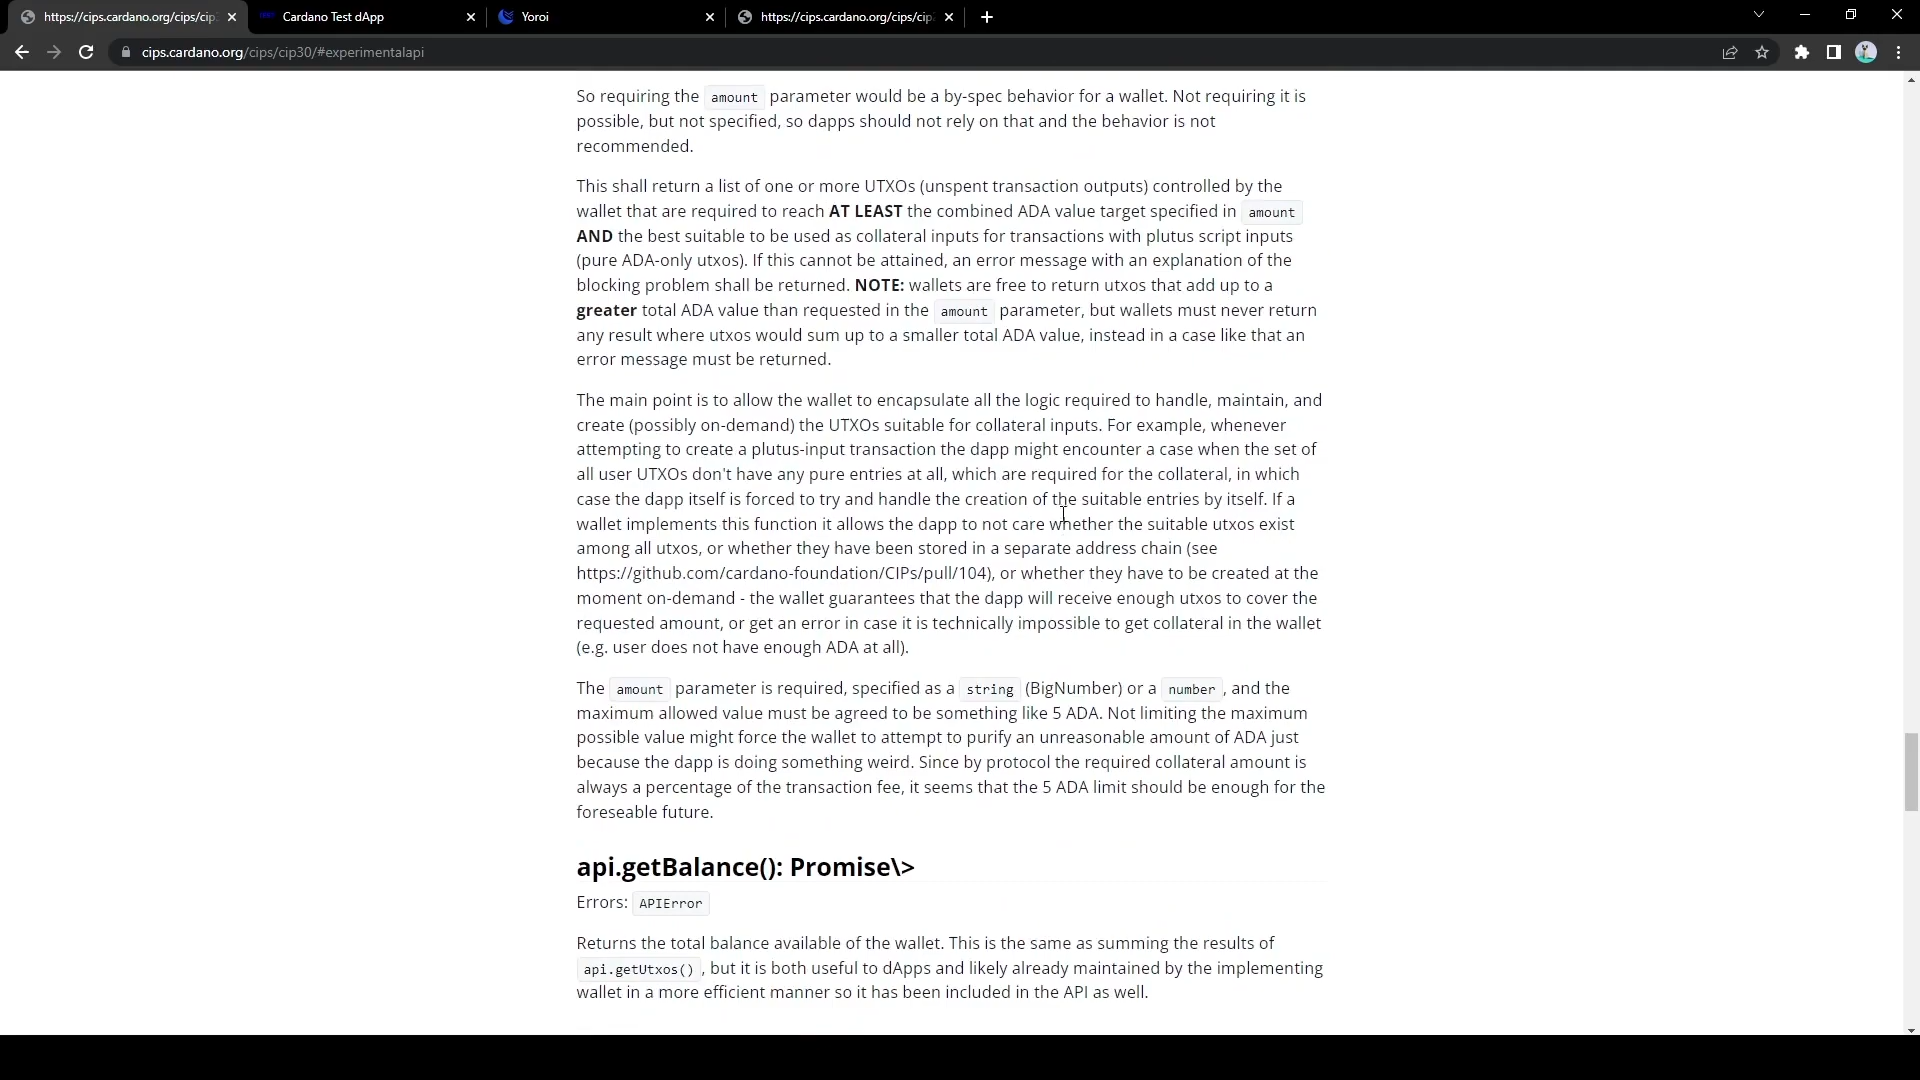 https://cips.cardano.org/cips/cip3
Cardano Test dApp
Yoroi
https://cips.cardano.org/cips/cip
cips.cardano.org/cips/cip30/#experimentalapi
So requiring the amount parameter would be a by-spec behavior for a wallet. Not requiring it is
possible, but not specified, so dapps should not rely on that and the behavior is not
recommended.
This shall return a list of one or more UTXOs (unspent transaction outputs) controlled by the
wallet that are required to reach AT LEAST the combined ADA value target specified in amount
AND the best suitable to be used as collateral inputs for transactions with plutus script inputs
(pure ADA-only utxos). If this cannot be attained, an error message with an explanation of the
blocking problem shall be returned. NOTE: wallets are free to return utxos that add up to a
greater total ADA value than requested in the amount parameter, but wallets must never return
any result where utxos would sum up to a smaller total ADA value, instead in a case like that an
error message must be returned.
The main point is to allow the wallet to encapsulate all the logic required to handle, maintain, and
create (possibly on-demand) the UTXOs suitable for collateral inputs. For example, whenever
attempting to create a plutus-input transaction the dapp might encounter a case when the set of
all user UTXOs don't have any pure entries at all, which are required for the collateral, in which
case the dapp itself is forced to try and handle the creation of the suitable entries by itself. If a
wallet implements this function it allows the dapp to not care whether the suitable utxos exist
among all utxos, or whether they have been stored in a separate address chain (see
https://github.com/cardano-foundation/CIPs/pull/104), or whether they have to be created at the
moment on-demand - the wallet guarantees that the dapp will receive enough utxos to cover the
requested amount, or get an error in case it is technically impossible to get collateral in the wallet
(e.g. user does not have enough ADA at all).
The amount parameter is required, specified as a string (BigNumber) or a number, and the
maximum allowed value must be agreed to be something like 5 ADA. Not limiting the maximum
possible value might force the wallet to attempt to purify an unreasonable amount of ADA just
because the dapp is doing something weird. Since by protocol the required collateral amount is
always a percentage of the transaction fee, it seems that the 5 ADA limit should be enough for the
foreseable future.
api.getBalance(): Promise\>
Errors: APIError
Returns the total balance available of the wallet. This is the same as summing the results of
api.getUtxos(), but it is both useful to dApps and likely already maintained by the implementing
wallet in a more efficient manner so it has been included in the API as well.